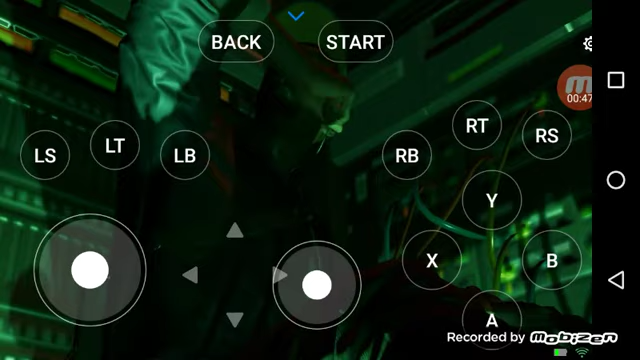 BACK START
00:47
LS LT LB RB RT RS
Y
X B
A
Recorded by Mobizen